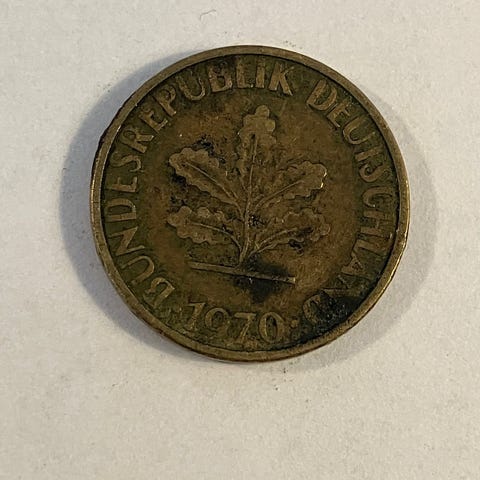 BUNDESREPUBLIK DEUTSCHLAND
· 1970 ·